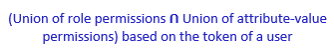 (Union of role permissions ∩ Union of attribute-value
permissions) based on the token of a user